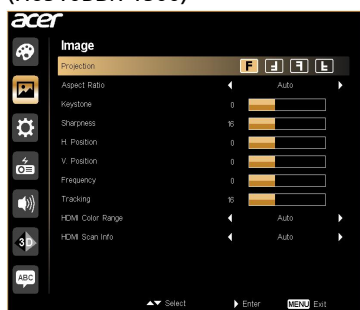 acer
Image
Projection F F F F
Aspect Ratio Auto
Keystone 0
Sharpness 16
H. Position 0
V. Position 0
Frequency 0
Tracking 16
HDMI Color Range Auto
HDMI Scan Info Auto
3D
ABC
Select Enter MENU Exit